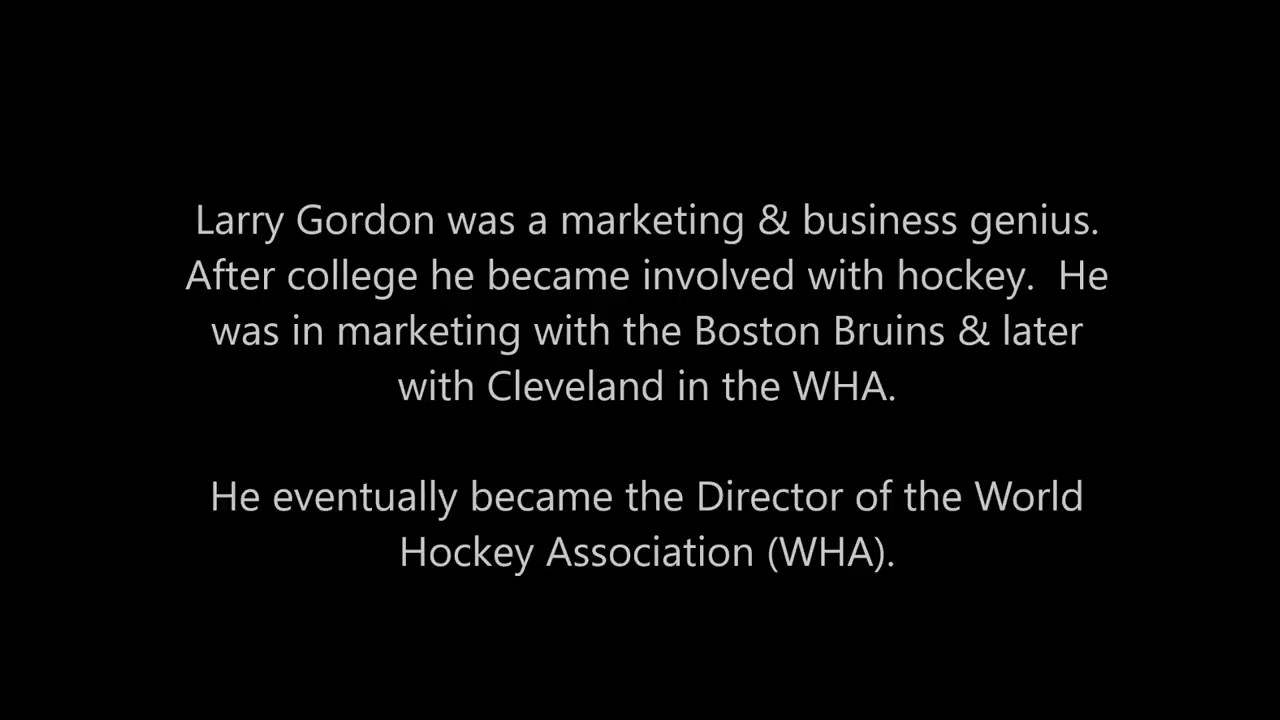 Larry Gordon was a marketing & business genius.
After college he became involved with hockey.  He
was in marketing with the Boston Bruins & later
with Cleveland in the WHA.
He eventually became the Director of the World
Hockey Association (WHA).